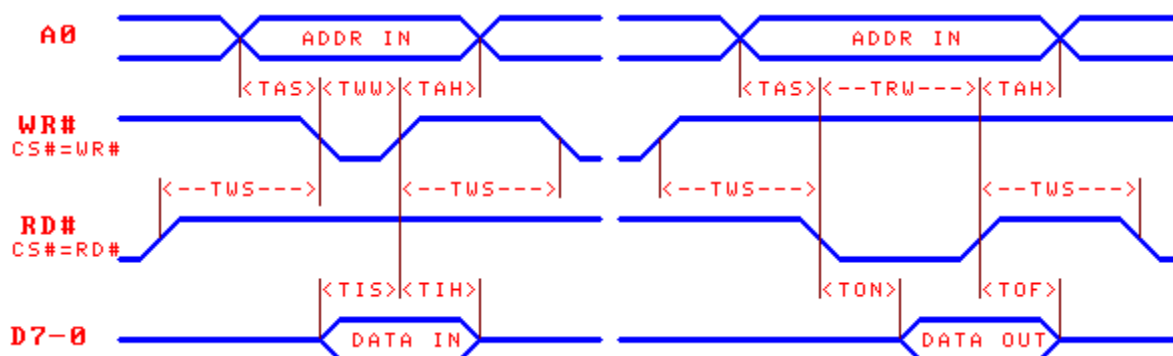 A0 ADDR IN ADDR IN
<TAS> <TWW> <TAH> <TAS> <--TRW---> <TAH>
WR#
CS#=WR#
<--TWS---> <--TWS---> <--TWS---> <--TWS--->
RD#
CS#=RD#
<TIS> <TIH> <TON> <TOF>
D7-0 DATA IN DATA OUT